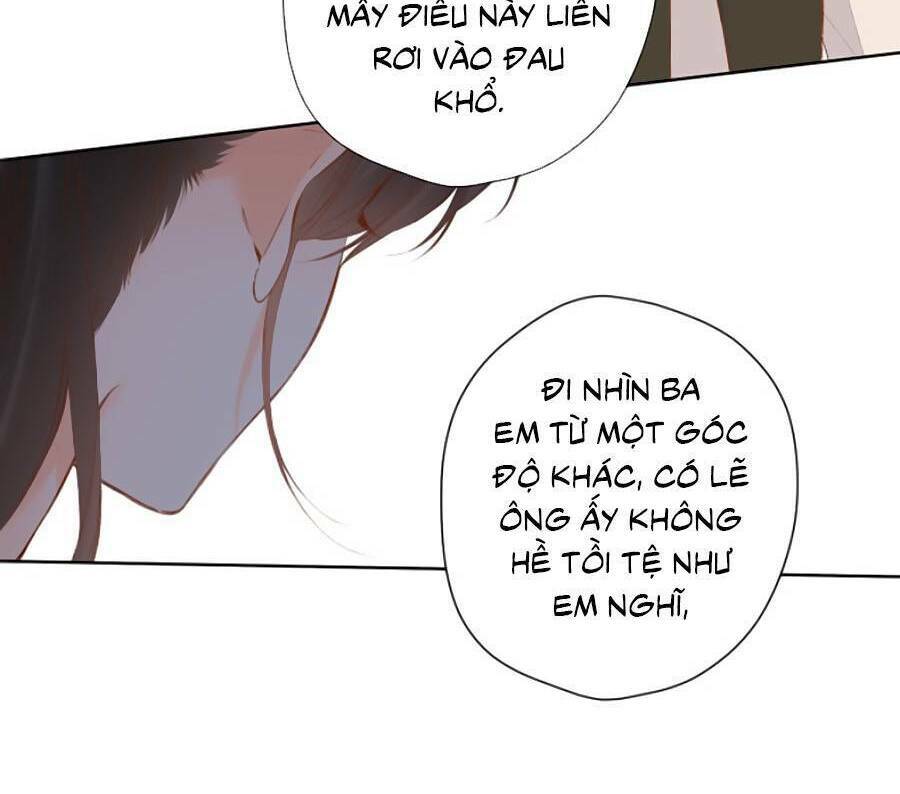 MẤY ĐIỀU NÀY LIỀN
RƠI VÀO ĐAU
KHỔ.
ĐI NHÌN BA
EM TỪ MỘT GÓC
ĐỘ KHÁC, CÓ LẼ
ÔNG ẤY KHÔNG
HỀ TỒI TỆ NHƯ
EM NGHĨ,